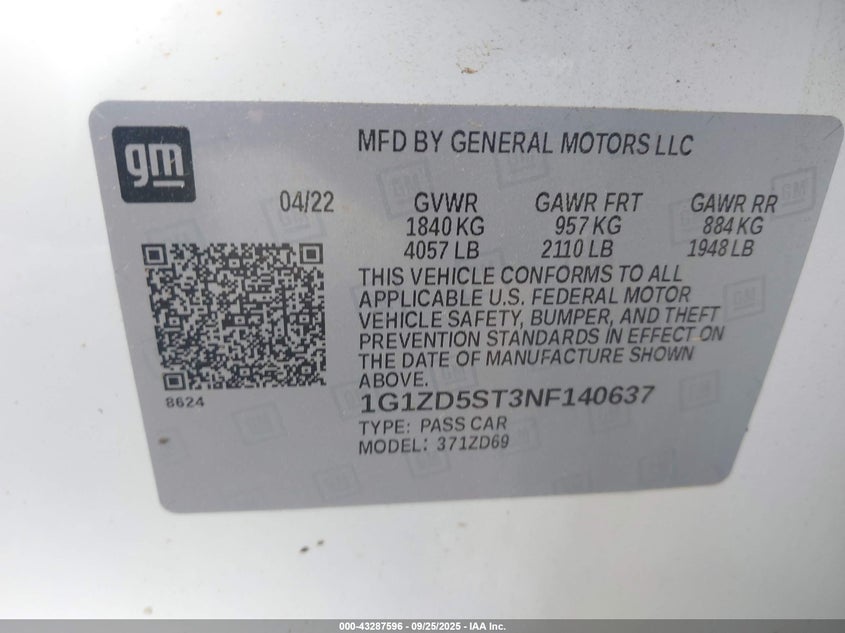 gm
MFD BY GENERAL MOTORS LLC
04/22 GVWR GAWR FRT GAWR RR
1840 KG 957 KG 884 KG
4057 LB 2110 LB 1948 LB
THIS VEHICLE CONFORMS TO ALL
APPLICABLE U.S. FEDERAL MOTOR
VEHICLE SAFETY, BUMPER, AND THEFT
PREVENTION STANDARDS IN EFFECT ON
THE DATE OF MANUFACTURE SHOWN
ABOVE.
8624
1G1ZD5ST3NF140637
TYPE: PASS CAR
MODEL: 371ZD69
000-43287596 - 09/25/2025 - IAA Inc.